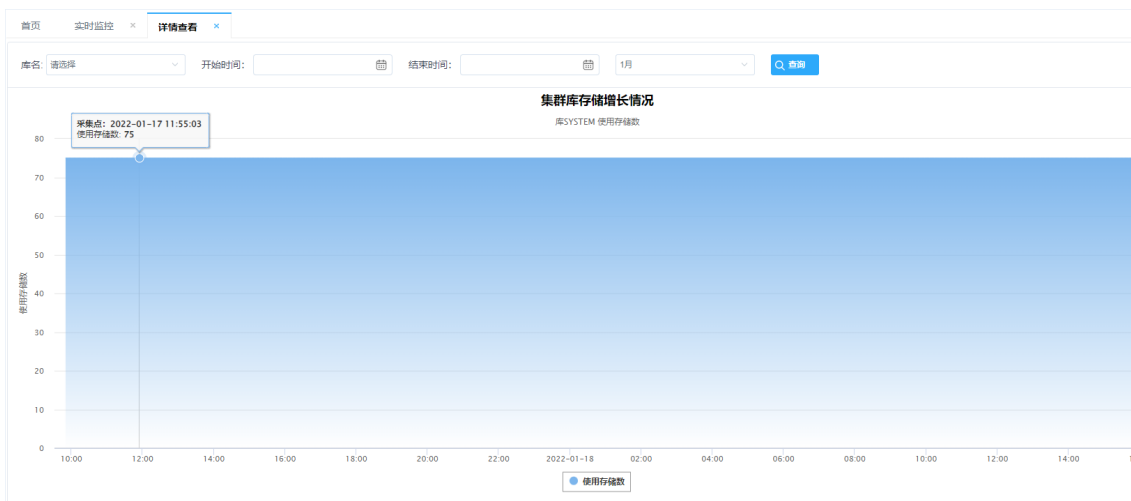 首页 实时监控 × 详情查看 ×
库名: 请选择 开始时间: 结束时间: 1月 查询
集群库存储增长情况
库SYSTEM 使用存储数
采集点: 2022-01-17 11:55:03
使用存储数: 75
80
70
60
50
40
30
20
10
0
使用存储数
10:00 12:00 14:00 16:00 18:00 20:00 22:00 2022-01-18 02:00 04:00 06:00 08:00 10:00 12:00 14:00
使用存储数